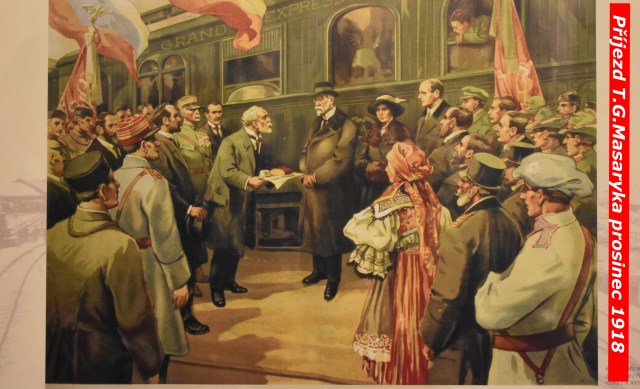 GRAND EXPRESS
Příjezd T.G.Masaryka prosinec 1918